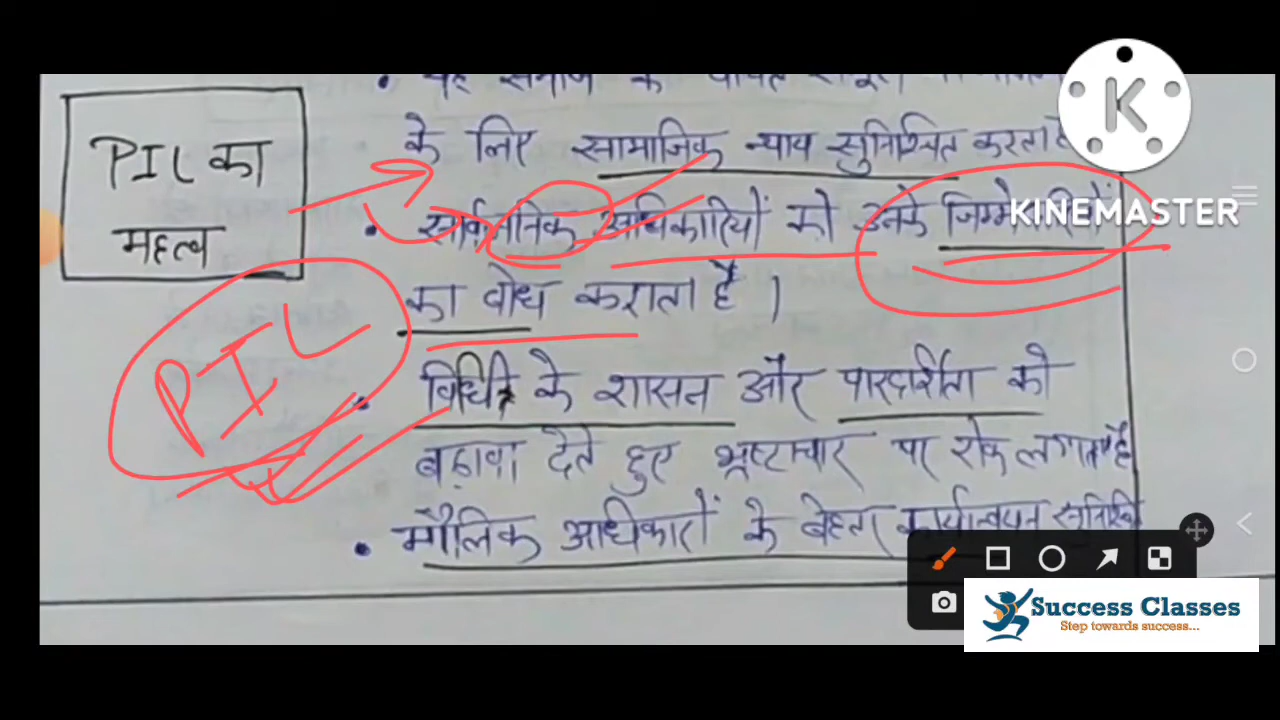 PIL का
महत्व
के लिए सामाजिक न्याय सुनिश्चित करता
सार्वजनिक अधिकारियों को उनके
का बोध कराता है ।
विधि के शासन और पारदर्शिता को
बढ़ावा देते हुए भ्रष्टाचार पर रोक लगाता है
• मौलिक अधिकारों के बेहतर कार्यान्वयन
PIL
KINEMASTER
Success Classes
Step towards success...